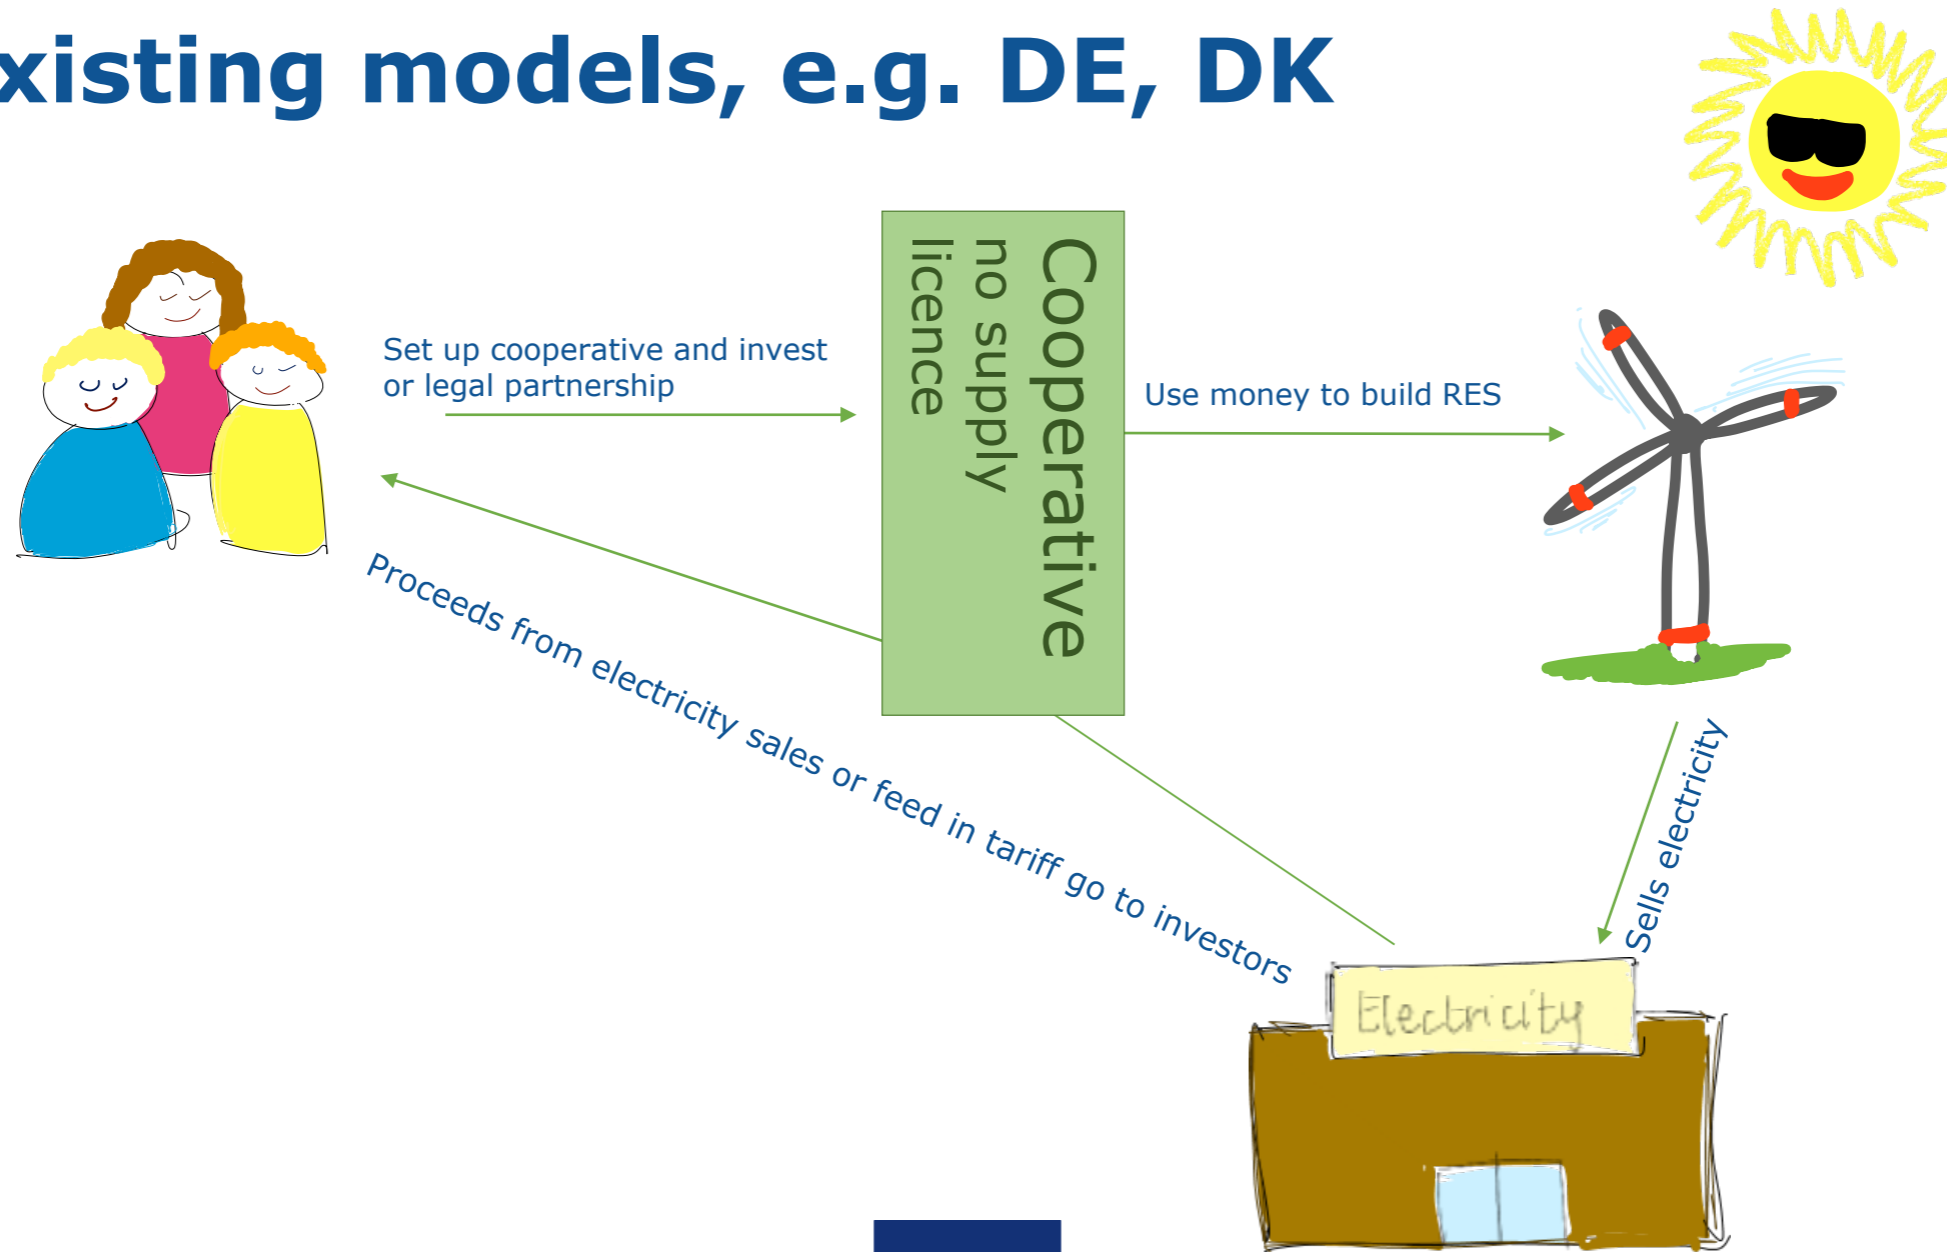 xisting models, e.g. DE, DK
Set up cooperative and invest
or legal partnership
Cooperative
no supply
licence
Use money to build RES
Proceeds from electricity sales or feed in tariff go to investors
Sells electricity
Electricity